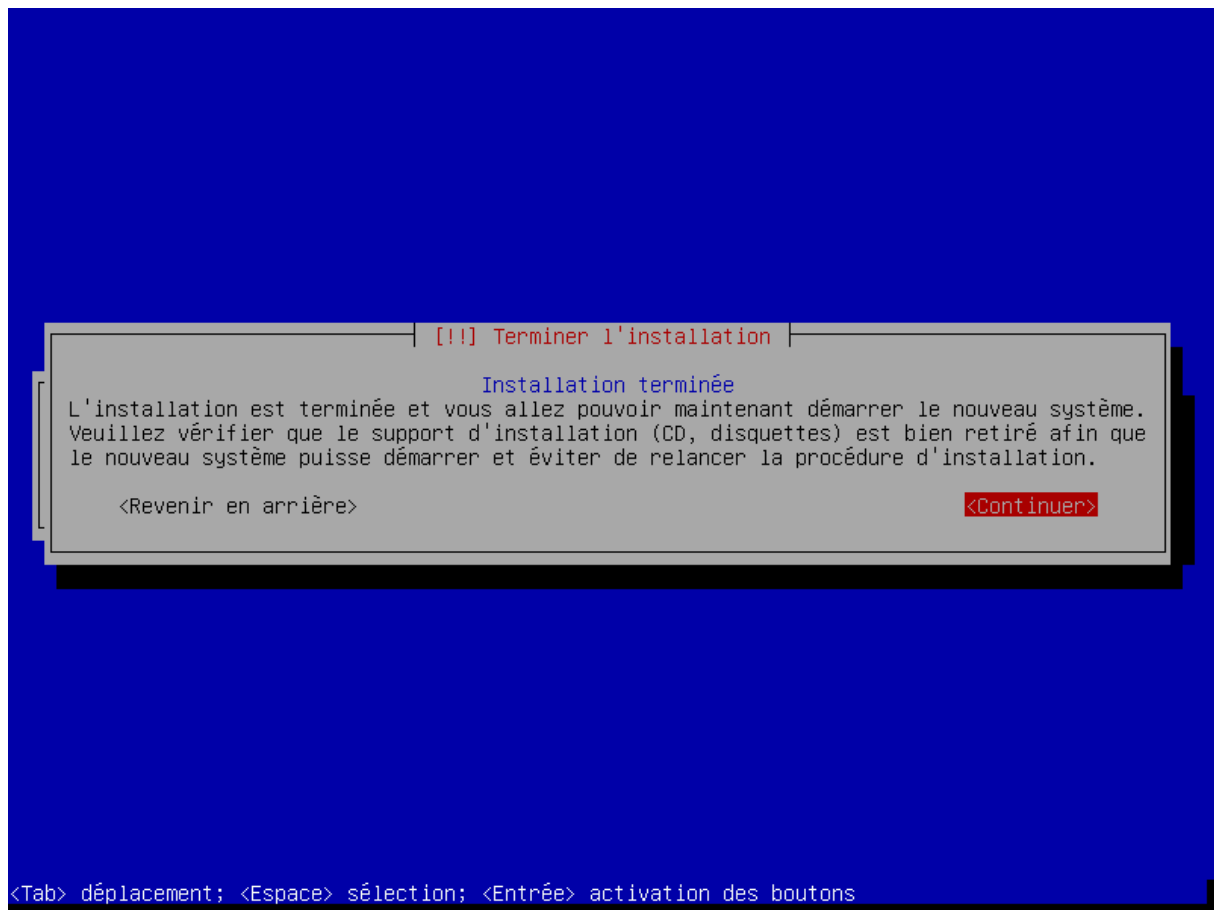 [!!] Terminer l'installation
Installation terminée
L'installation est terminée et vous allez pouvoir maintenant démarrer le nouveau système.
Veuillez vérifier que le support d'installation (CD, disquettes) est bien retiré afin que
le nouveau système puisse démarrer et éviter de relancer la procédure d'installation.
<Revenir en arrière> <Continuer>
<Tab> déplacement; <Espace> sélection; <Entrée> activation des boutons